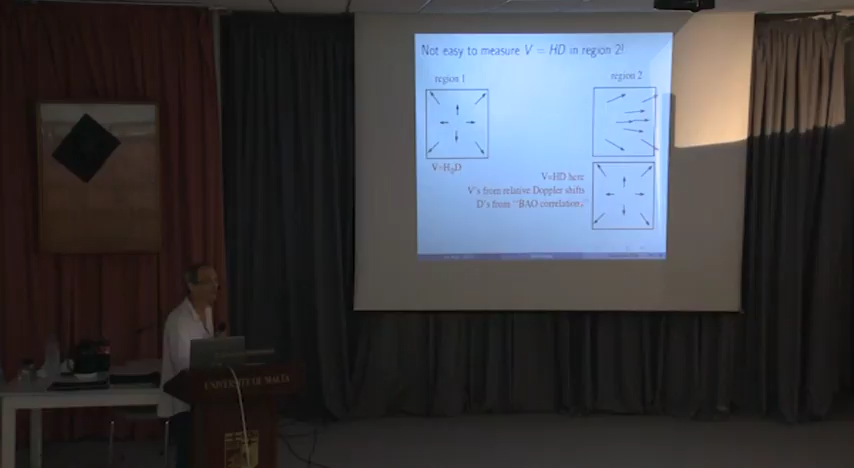 Not easy to measure V = HD in region 2!
region 1
region 2
V=H₀D
V=HD here
V's from relative Doppler shifts
D's from "BAO correlation,"
UNIVERSITY OF MALTA